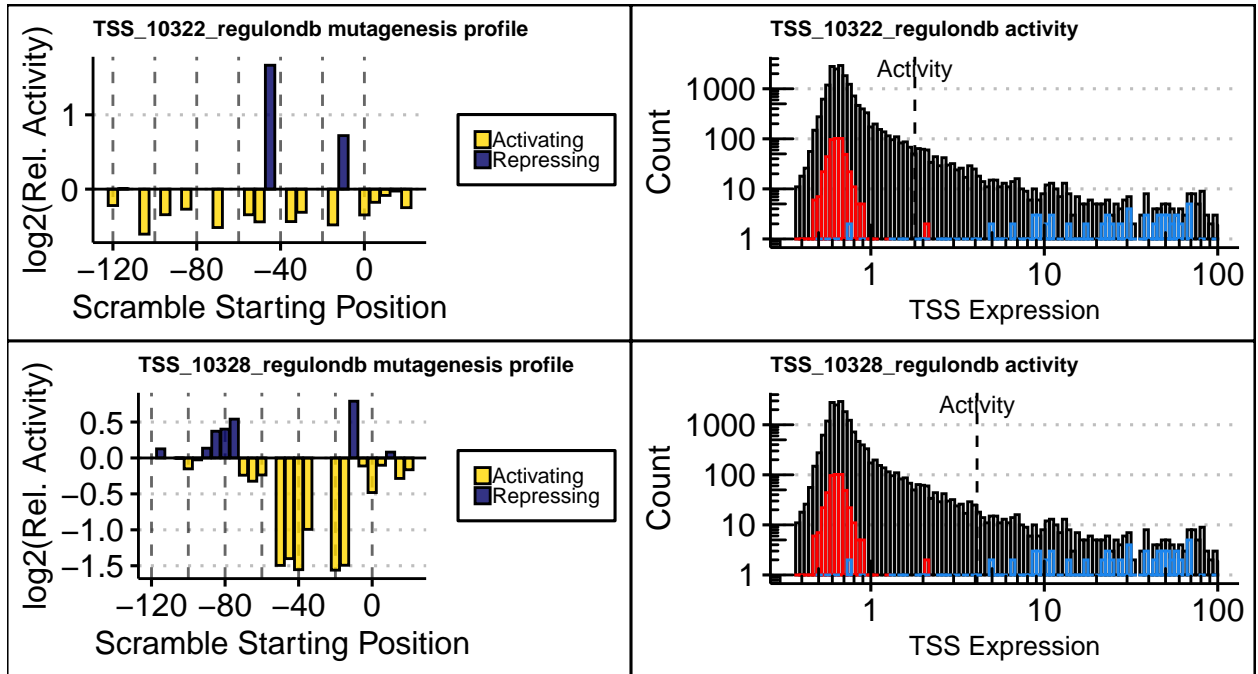 TSS_10322_regulondb mutagenesis profile
log2(Rel. Activity)
1
0
−120
−80
−40
0
Scramble Starting Position
Activating
Repressing
TSS_10322_regulondb activity
Activity
Count
1000
100
10
1
1
10
100
TSS Expression
TSS_10328_regulondb mutagenesis profile
log2(Rel. Activity)
0.5
0.0
−0.5
−1.0
−1.5
−120
−80
−40
0
Scramble Starting Position
Activating
Repressing
TSS_10328_regulondb activity
Activity
Count
1000
100
10
1
1
10
100
TSS Expression